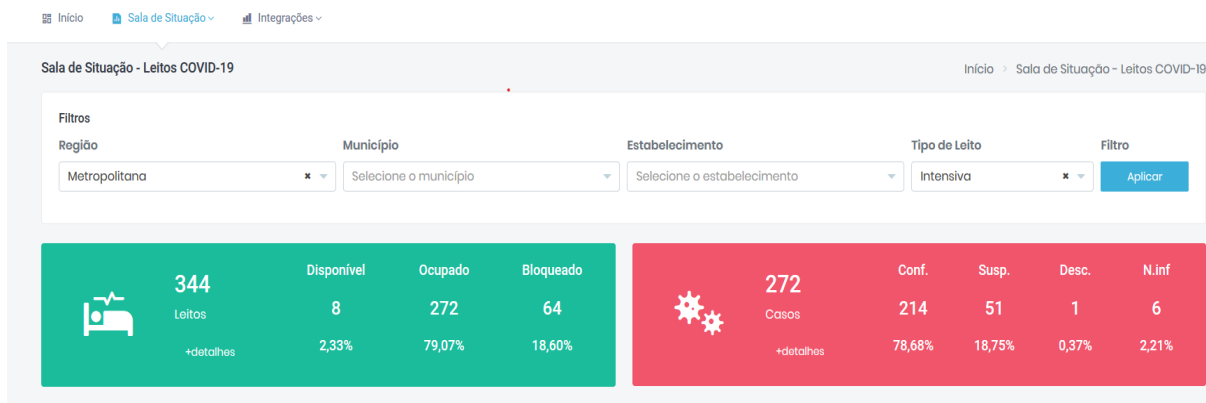 Início Sala de Situação Integrações
Sala de Situação - Leitos COVID-19 Início > Sala de Situação - Leitos COVID-19
Filtros
Região Município Estabelecimento Tipo de Leito Filtro
Metropolitana × Selecione o município Selecione o estabelecimento Intensiva × Aplicar
344 Leitos +detalhes
Disponível Ocupado Bloqueado
8 272 64
2,33% 79,07% 18,60%
272 Casos +detalhes
Conf. Susp. Desc. N.inf
214 51 1 6
78,68% 18,75% 0,37% 2,21%